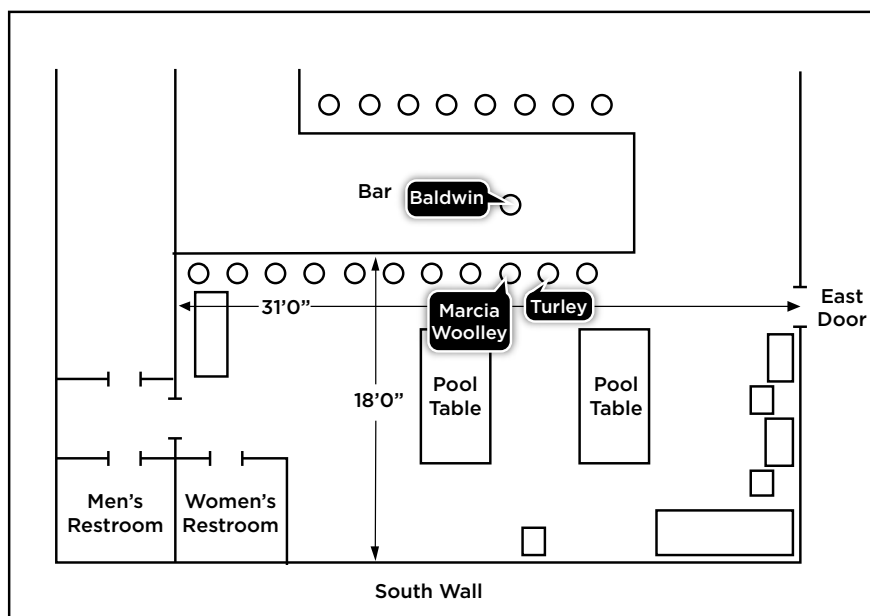 Bar
Baldwin
31’0”
Marcia
Woolley
Turley
East
Door
18’0”
Pool
Table
Pool
Table
Men’s
Restroom
Women’s
Restroom
South Wall